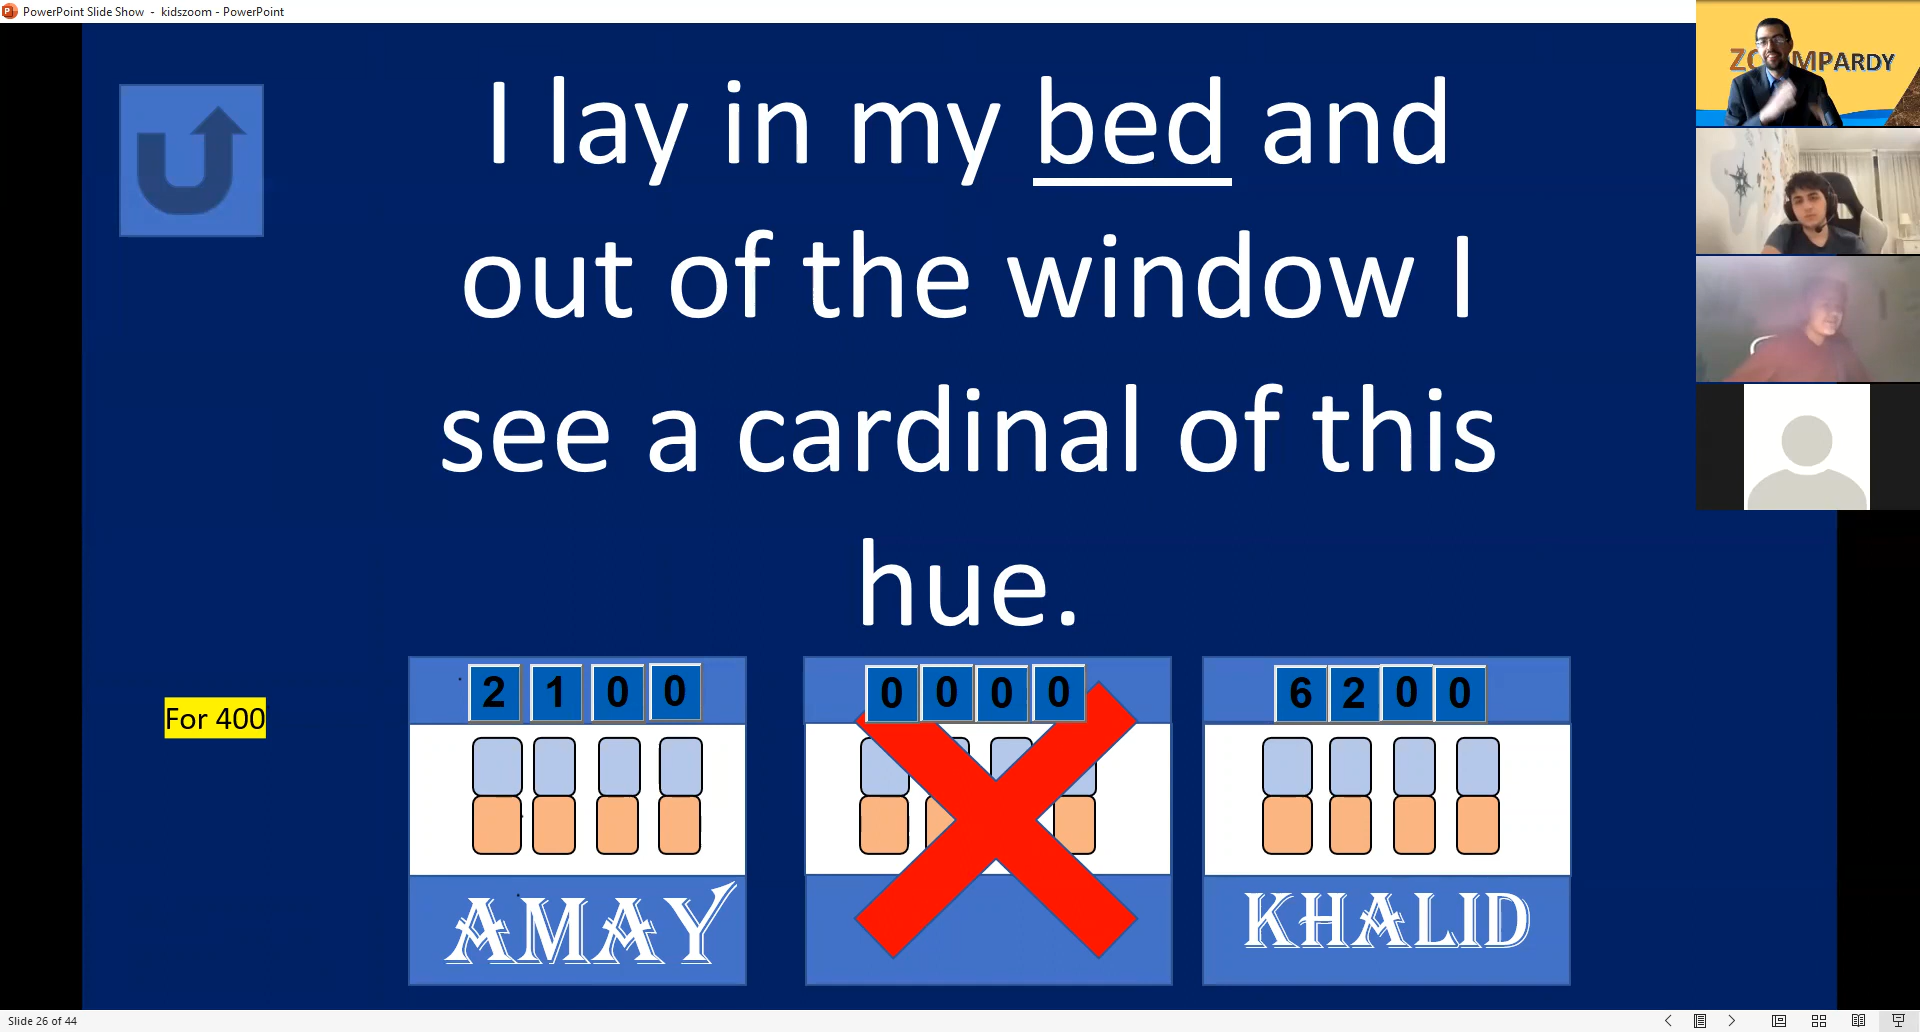 PowerPoint Slide Show - kidszoom - PowerPoint
I lay in my bed and
out of the window I
see a cardinal of this
hue.
For 400
2 1 0 0
0 0 0 0
6 2 0 0
AMAY
KHALID
MPARDY
Slide 26 of 44